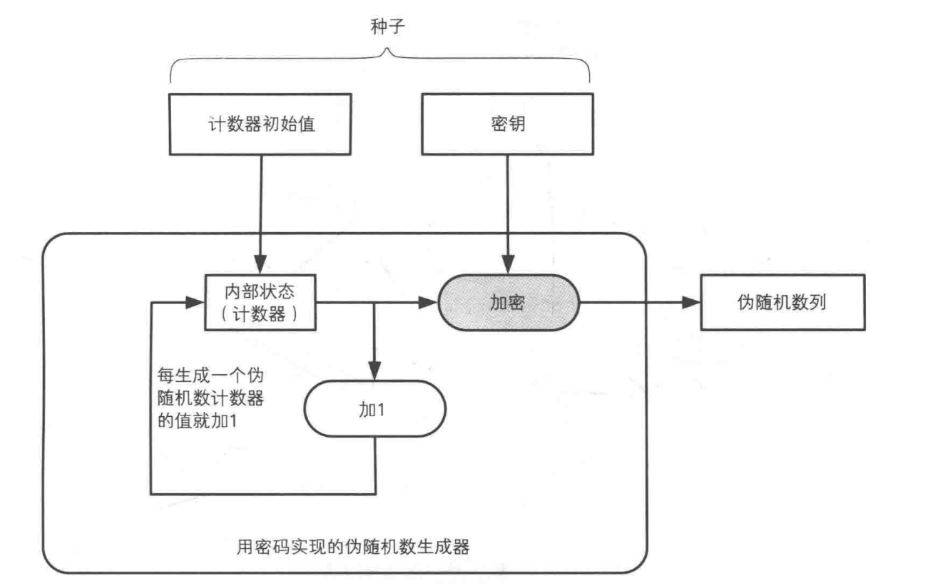 种子
计数器初始值
密钥
内部状态
（计数器）
加密
伪随机数列
每生成一个伪
随机数计数器
的值就加1
加1
用密码实现的伪随机数生成器